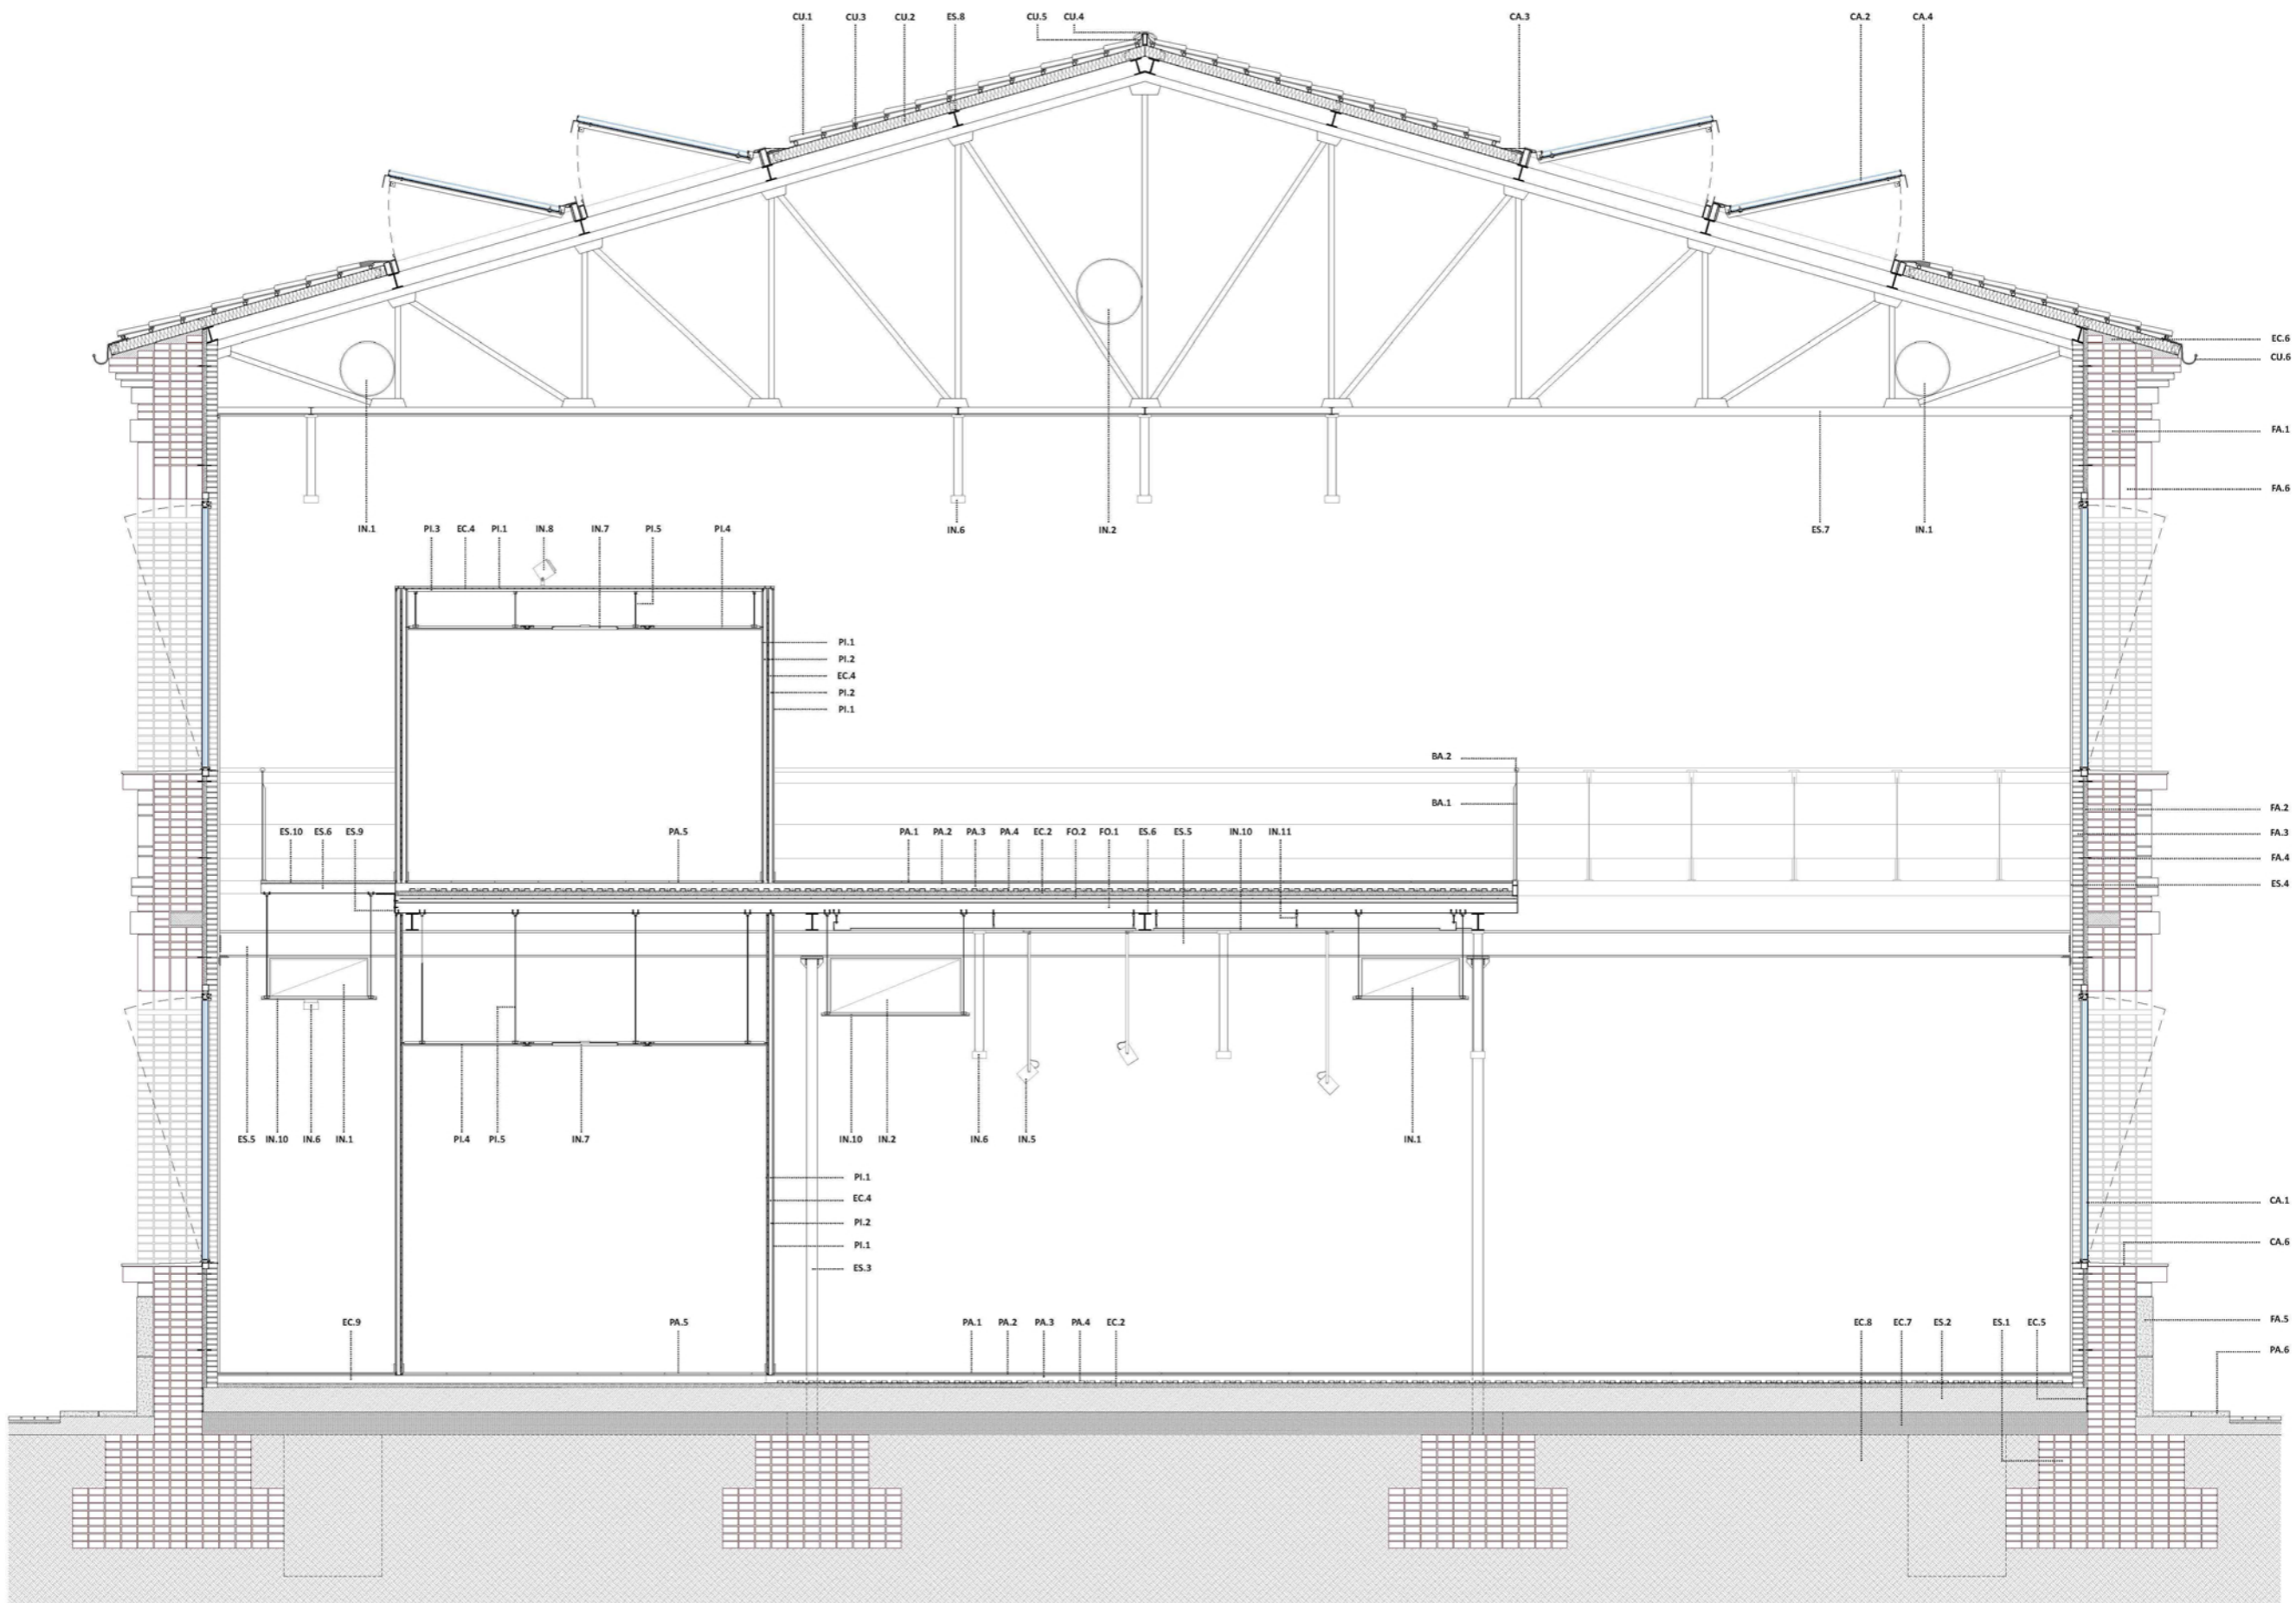 CU.1 CU.3 CU.2 ES.8 CU.5 CU.4 CA.3 CA.2 CA.4
EC.6
CU.6
FA.1
FA.6
IN.1 IN.6 IN.2 ES.7 IN.1
PI.3 EC.4 PI.1 IN.8 IN.7 PI.5 PI.4
PI.1
PI.2
EC.4
PI.2
PI.1
BA.2
BA.1
FA.2
ES.10 ES.6 ES.9 PA.5 PA.1 PA.2 PA.3 PA.4 EC.2 FO.2 FO.1 ES.6 ES.5 IN.10 IN.11
FA.3
FA.4
ES.4
ES.5 IN.10 IN.6 IN.1 PI.4 PI.5 IN.7 IN.10 IN.2 IN.6 IN.5 IN.1
PI.1
EC.4
CA.1
PI.2
PI.1
CA.6
ES.3
EC.9 PA.5 PA.1 PA.2 PA.3 PA.4 EC.2 EC.8 EC.7 ES.2 ES.1 EC.5
FA.5
PA.6